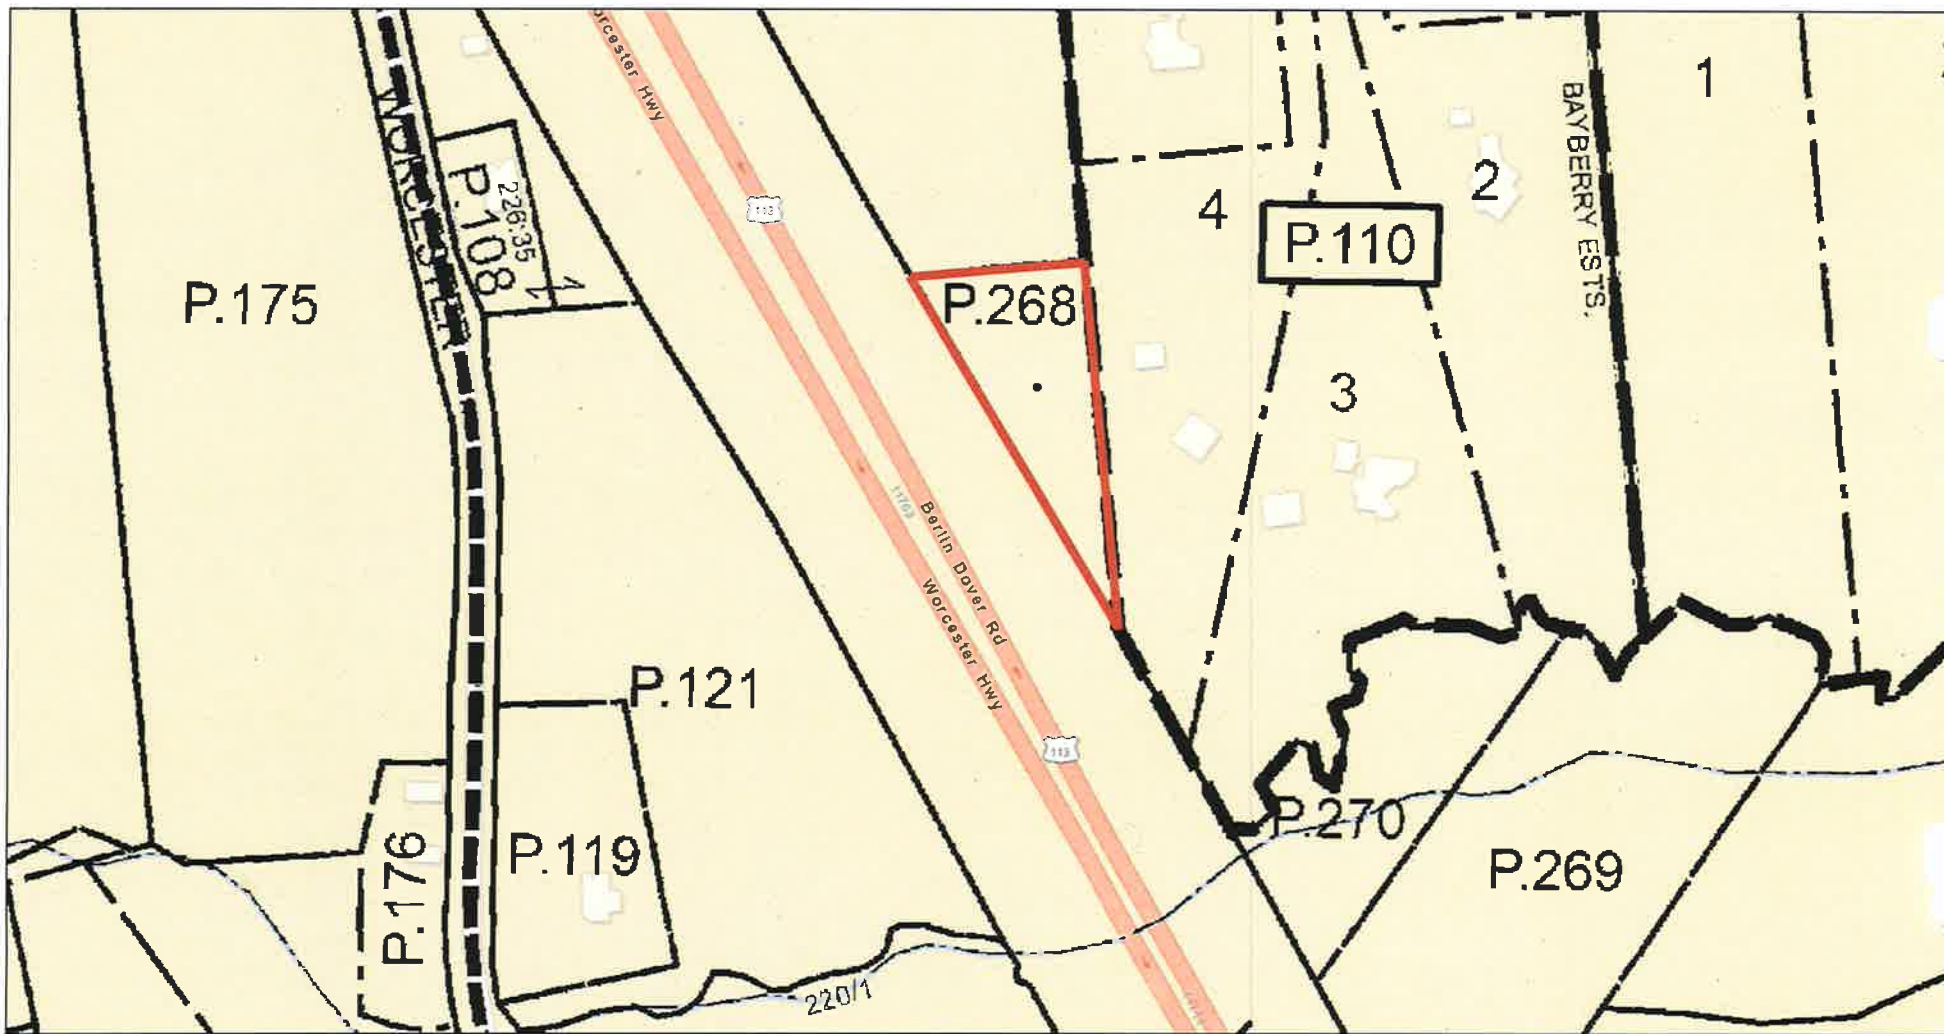 1
Worcester Hwy
BAYBERRY ESTS.
2
WORCESTER
P.108
226:35
113
4
P.110
P.175
P.268
3
Berlin Dover Rd
Worcester Hwy
P.121
113
P.270
P.119
P.269
P.176
220/1